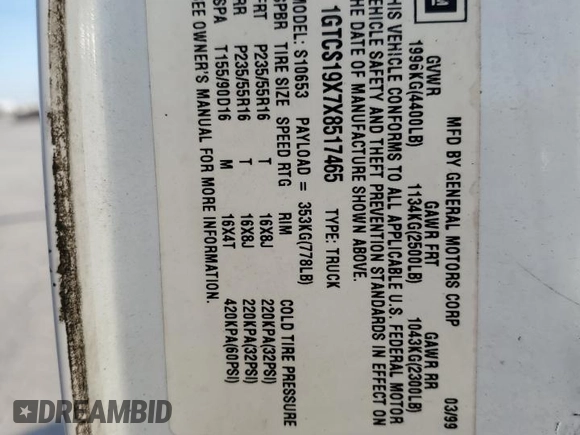 GM
MFD BY GENERAL MOTORS CORP 03/99
GVWR GAWR FRT GAWR RR
1996KG(4400LB) 1134KG(2500LB) 1043KG(2300LB)
THIS VEHICLE CONFORMS TO ALL APPLICABLE U.S. FEDERAL MOTOR
VEHICLE SAFETY AND THEFT PREVENTION STANDARDS IN EFFECT ON
THE DATE OF MANUFACTURE SHOWN ABOVE.
1GTCS19X7X8517465 TYPE: TRUCK
MODEL: S10653 PAYLOAD = 353KG(778LB)
SPBR TIRE SIZE SPEED RTG RIM COLD TIRE PRESSURE
FRT P235/55R16 T 16X8J 220KPA(32PSI)
RR P235/55R16 T 16X8J 220KPA(32PSI)
SPA T155/90D16 M 16X4T 420KPA(60PSI)
SEE OWNER'S MANUAL FOR MORE INFORMATION.
DREAMBID